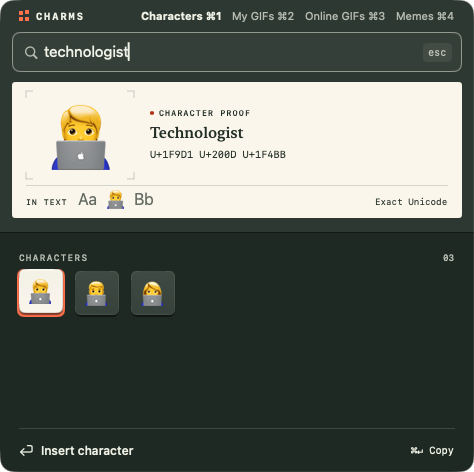 CHARMS Characters ⌘1 My GIFs ⌘2 Online GIFs ⌘3 Memes ⌘4
technologist esc
CHARACTER PROOF
Technologist
U+1F9D1 U+200D U+1F4BB
IN TEXT Aa 🧑‍💻 Bb Exact Unicode
CHARACTERS 03
Insert character ⌘↵ Copy